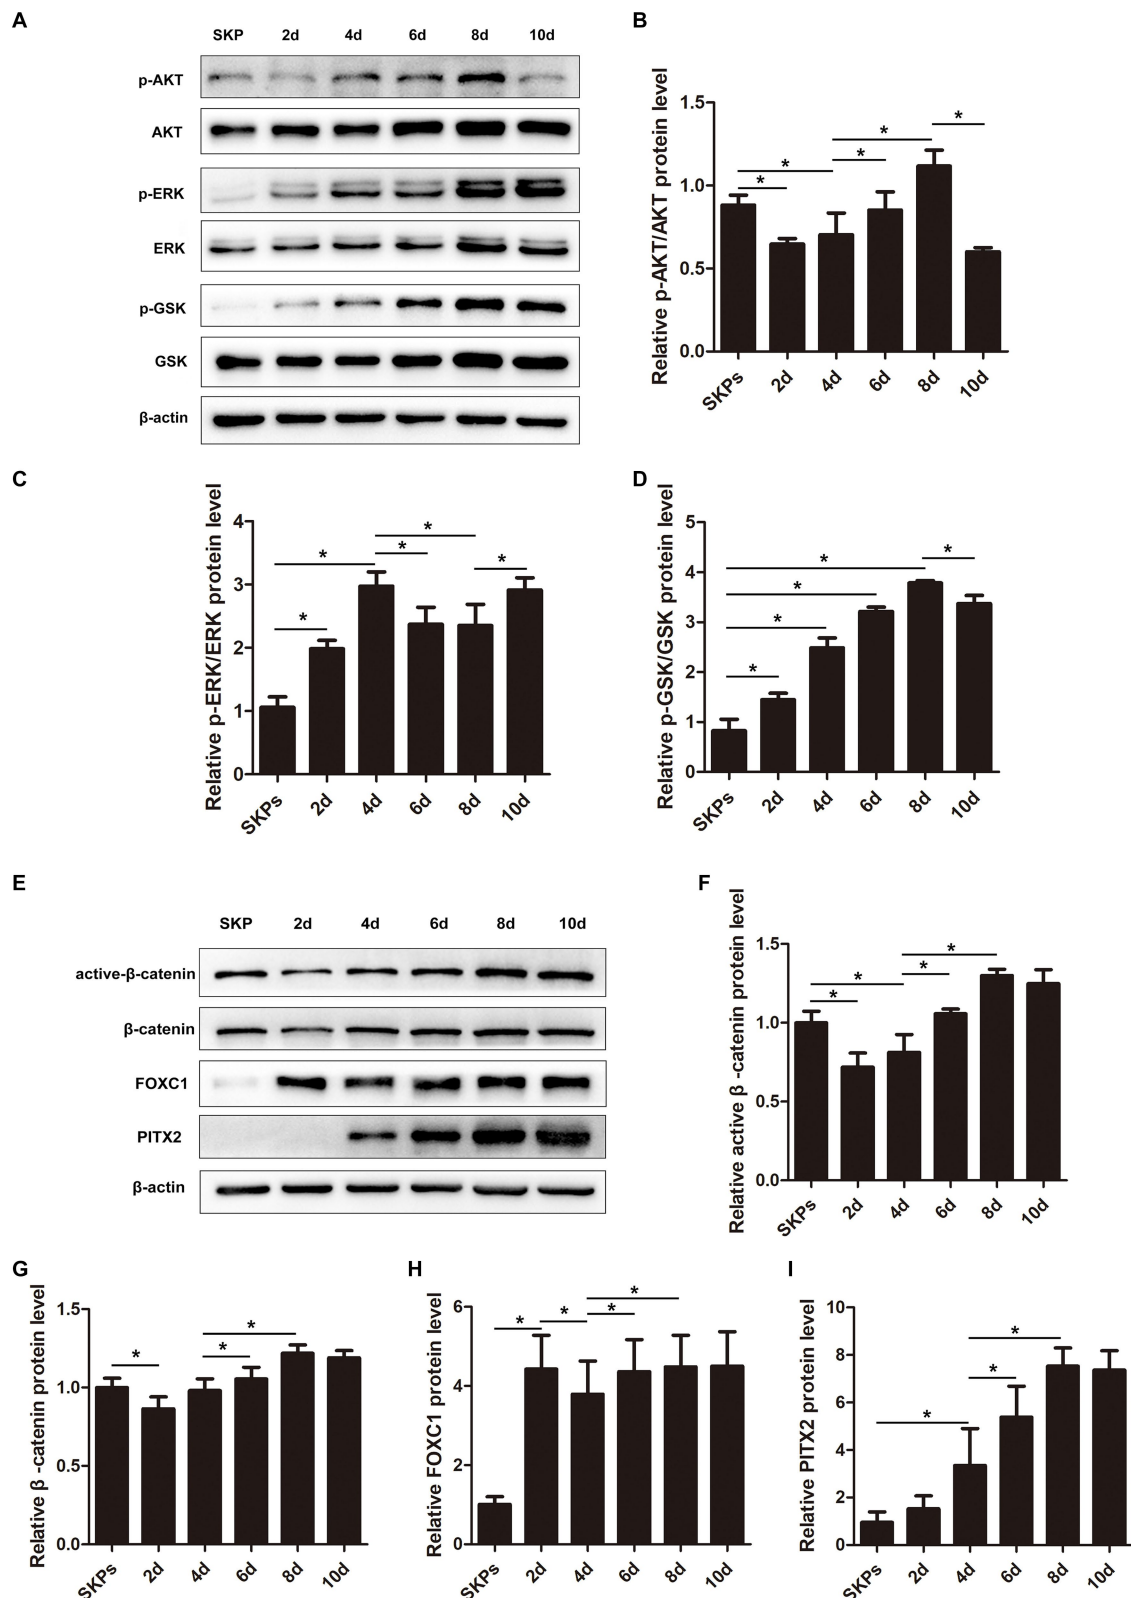 A
SKP 2d 4d 6d 8d 10d
p-AKT
AKT
p-ERK
ERK
p-GSK
GSK
β-actin
B
Relative p-AKT/AKT protein level
1.5
1.0
0.5
0.0
* * * * *
SKPs 2d 4d 6d 8d 10d
C
Relative p-ERK/ERK protein level
4
3
2
1
0
* * * * *
SKPs 2d 4d 6d 8d 10d
D
Relative p-GSK/GSK protein level
5
4
3
2
1
0
* * * * *
SKPs 2d 4d 6d 8d 10d
E
SKP 2d 4d 6d 8d 10d
active-β-catenin
β-catenin
FOXC1
PITX2
β-actin
F
Relative active β -catenin protein level
1.5
1.0
0.5
0.0
* * * *
SKPs 2d 4d 6d 8d 10d
G
Relative β -catenin protein level
1.5
1.0
0.5
0.0
* * *
SKPs 2d 4d 6d 8d 10d
H
Relative FOXC1 protein level
6
4
2
0
* * * *
SKPs 2d 4d 6d 8d 10d
I
Relative PITX2 protein level
10
8
6
4
2
0
* * *
SKPs 2d 4d 6d 8d 10d